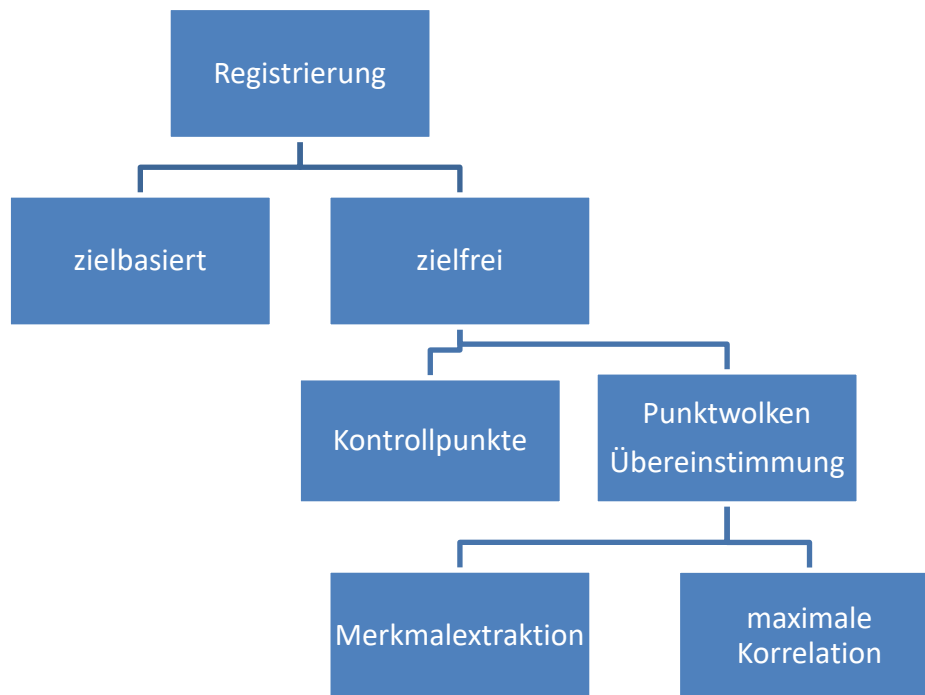 Registrierung
zielbasiert
zielfrei
Kontrollpunkte
Punktwolken
Übereinstimmung
Merkmalextraktion
maximale
Korrelation